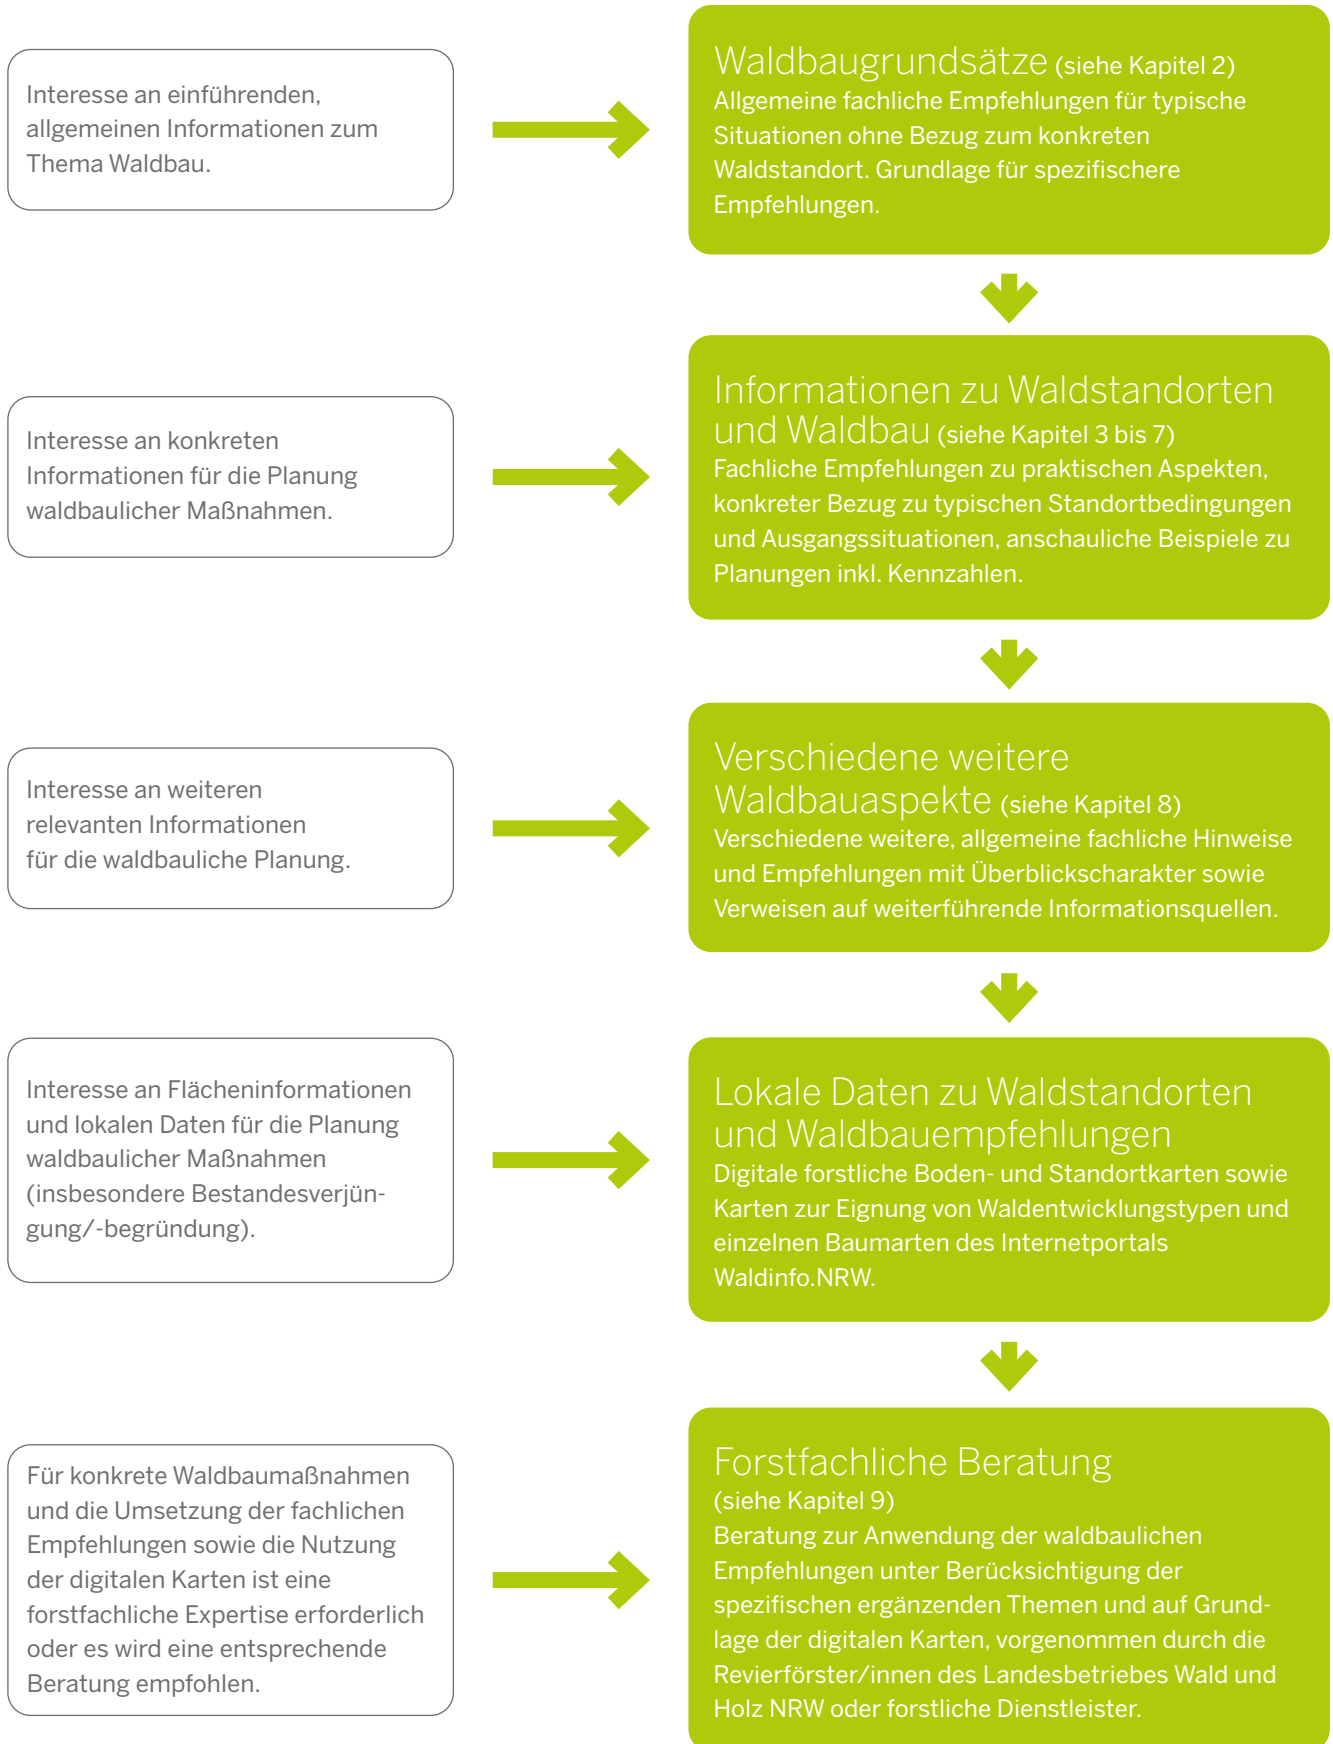 Interesse an einführenden,
allgemeinen Informationen zum
Thema Waldbau.
Waldbaugrundsätze (siehe Kapitel 2)
Allgemeine fachliche Empfehlungen für typische
Situationen ohne Bezug zum konkreten
Waldstandort. Grundlage für spezifischere
Empfehlungen.
Interesse an konkreten
Informationen für die Planung
waldbaulicher Maßnahmen.
Informationen zu Waldstandorten
und Waldbau (siehe Kapitel 3 bis 7)
Fachliche Empfehlungen zu praktischen Aspekten,
konkreter Bezug zu typischen Standortbedingungen
und Ausgangssituationen, anschauliche Beispiele zu
Planungen inkl. Kennzahlen.
Interesse an weiteren
relevanten Informationen
für die waldbauliche Planung.
Verschiedene weitere
Waldbauaspekte (siehe Kapitel 8)
Verschiedene weitere, allgemeine fachliche Hinweise
und Empfehlungen mit Überblickscharakter sowie
Verweisen auf weiterführende Informationsquellen.
Interesse an Flächeninformationen
und lokalen Daten für die Planung
waldbaulicher Maßnahmen
(insbesondere Bestandesverjün-
gung/-begründung).
Lokale Daten zu Waldstandorten
und Waldbauempfehlungen
Digitale forstliche Boden- und Standortkarten sowie
Karten zur Eignung von Waldentwicklungstypen und
einzelnen Baumarten des Internetportals
Waldinfo.NRW.
Für konkrete Waldbaumaßnahmen
und die Umsetzung der fachlichen
Empfehlungen sowie die Nutzung
der digitalen Karten ist eine
forstfachliche Expertise erforderlich
oder es wird eine entsprechende
Beratung empfohlen.
Forstfachliche Beratung
(siehe Kapitel 9)
Beratung zur Anwendung der waldbaulichen
Empfehlungen unter Berücksichtigung der
spezifischen ergänzenden Themen und auf Grund-
lage der digitalen Karten, vorgenommen durch die
Revierförster/innen des Landesbetriebes Wald und
Holz NRW oder forstliche Dienstleister.